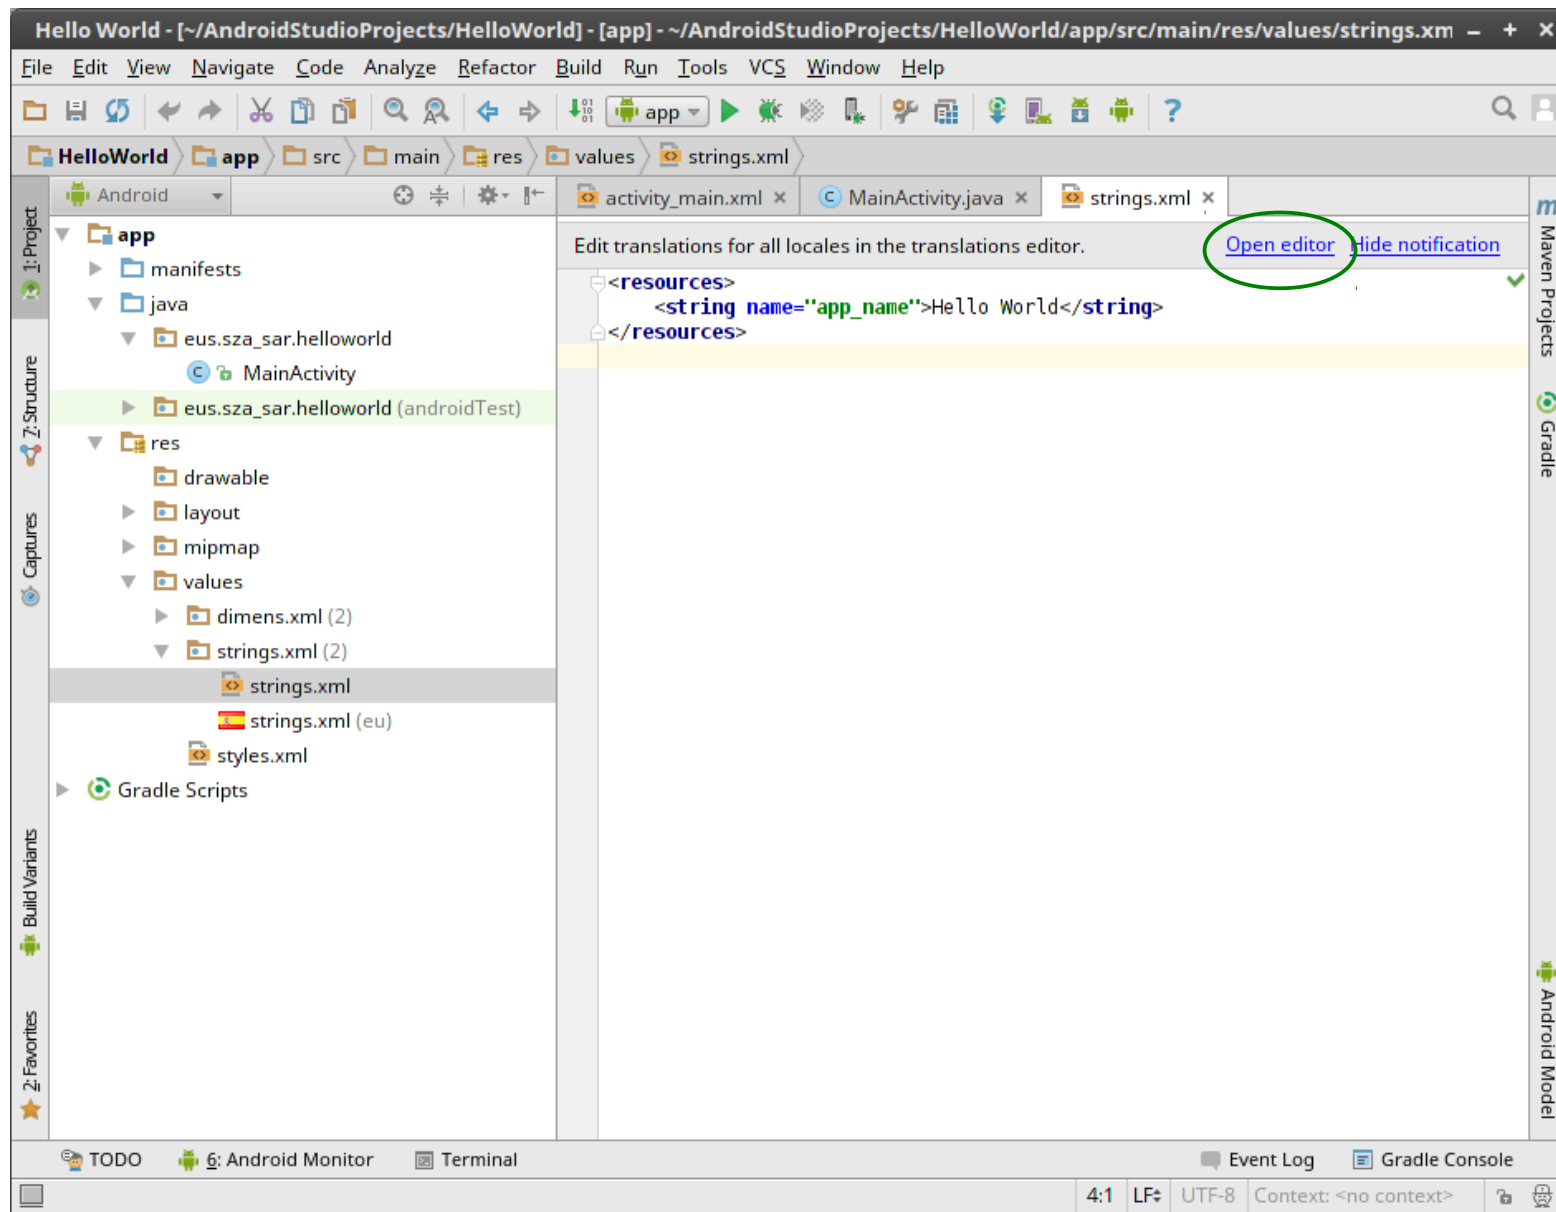 Hello World - [~/AndroidStudioProjects/HelloWorld] - [app] - ~/AndroidStudioProjects/HelloWorld/app/src/main/res/values/strings.xm
File Edit View Navigate Code Analyze Refactor Build Run Tools VCS Window Help
app
HelloWorld app src main res values strings.xml
Android
activity_main.xml MainActivity.java strings.xml
Edit translations for all locales in the translations editor. Open editor Hide notification
1: Project
7: Structure
Captures
Build Variants
2: Favorites
app
manifests
java
eus.sza_sar.helloworld
MainActivity
eus.sza_sar.helloworld (androidTest)
res
drawable
layout
mipmap
values
dimens.xml (2)
strings.xml (2)
strings.xml
strings.xml (eu)
styles.xml
Gradle Scripts
<resources>
<string name="app_name">Hello World</string>
</resources>
m Maven Projects
Gradle
Android Model
TODO 6: Android Monitor Terminal Event Log Gradle Console
4:1 LF UTF-8 Context: <no context>